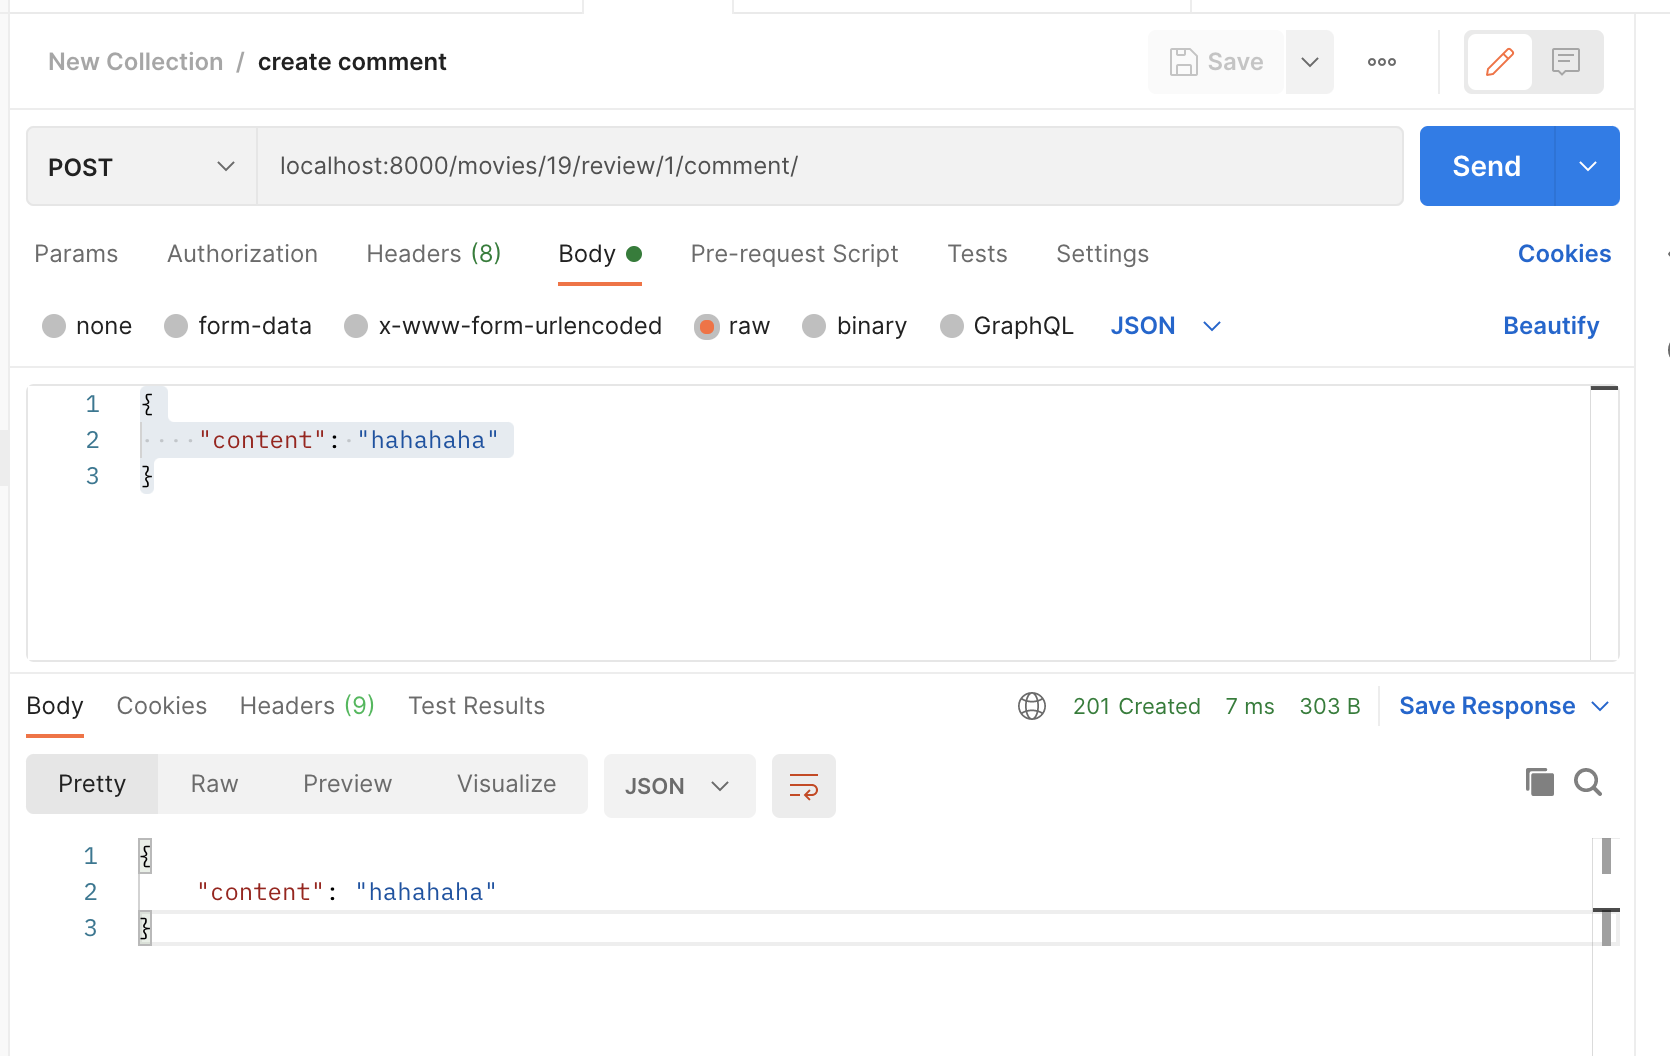 New Collection / create comment
Save
POST
localhost:8000/movies/19/review/1/comment/
Send
Params Authorization Headers (8) Body Pre-request Script Tests Settings Cookies
none form-data x-www-form-urlencoded raw binary GraphQL JSON Beautify
1 {
2 "content": "hahahaha"
3 }
Body Cookies Headers (9) Test Results 201 Created 7 ms 303 B Save Response
Pretty Raw Preview Visualize JSON
1 {
2 "content": "hahahaha"
3 }